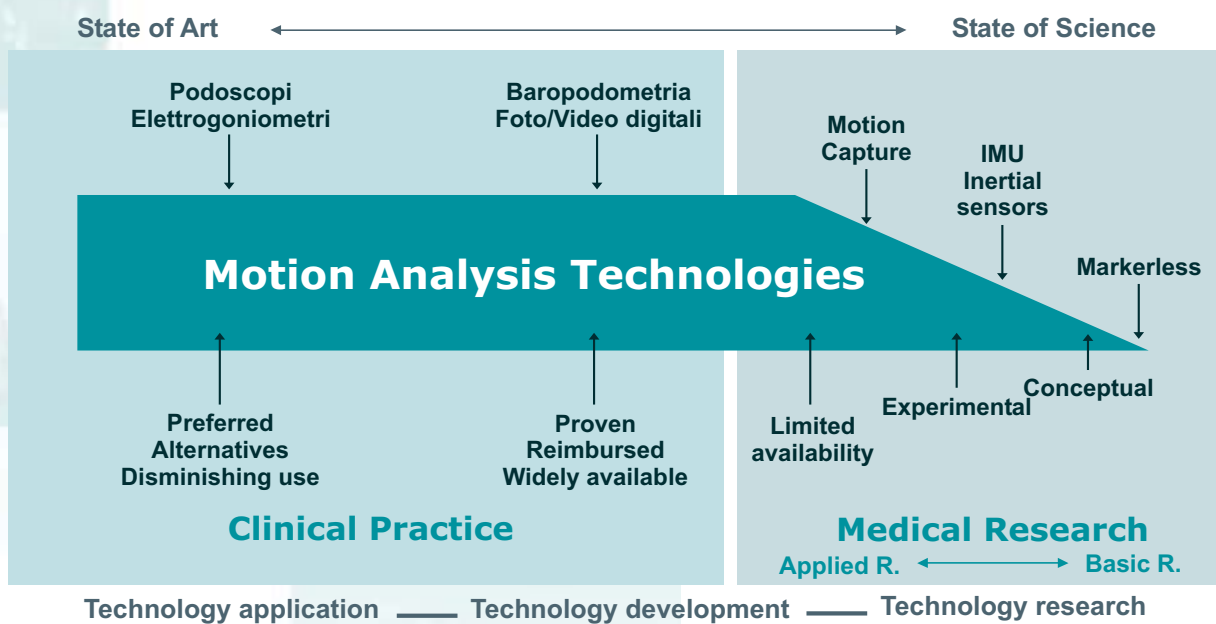 State of Art
State of Science
Podoscopi
Elettrogoniometri
Baropodometria
Foto/Video digitali
Motion
Capture
IMU
Inertial
sensors
Markerless
Motion Analysis Technologies
Preferred
Alternatives
Disminishing use
Proven
Reimbursed
Widely available
Limited
availability
Experimental
Conceptual
Clinical Practice
Medical Research
Applied R.
Basic R.
Technology application
Technology development
Technology research